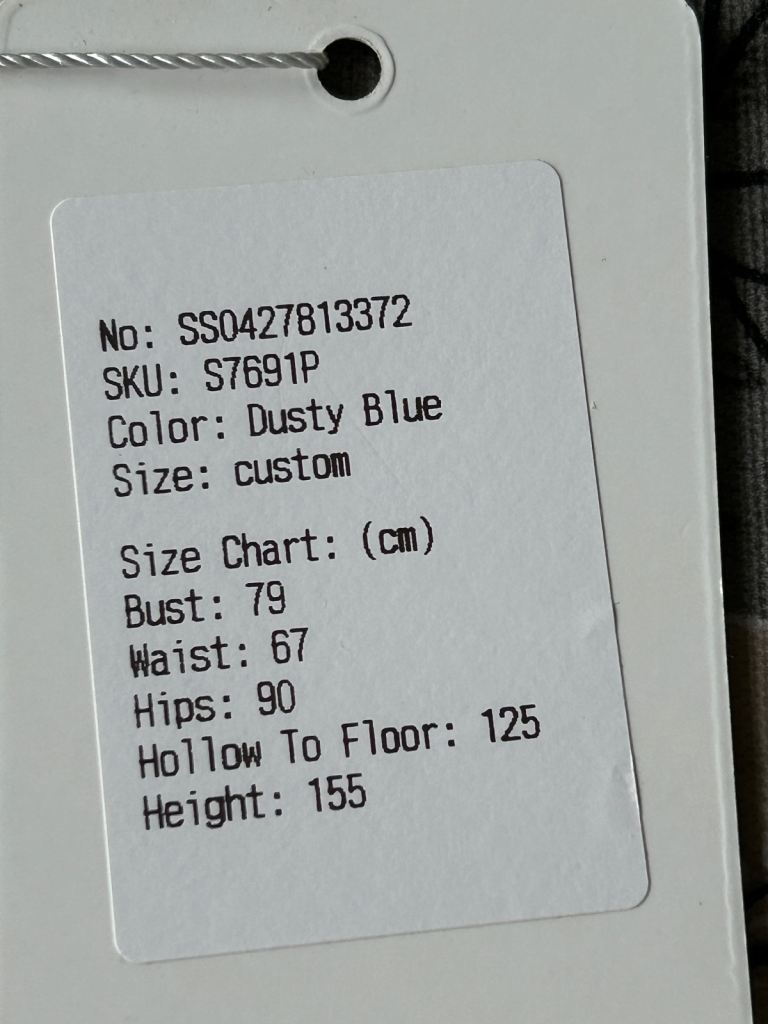 No: SS0427813372
SKU: S7691P
Color: Dusty Blue
Size: custom
Size Chart: (cm)
Bust: 79
Waist: 67
Hips: 90
Hollow To Floor: 125
Height: 155